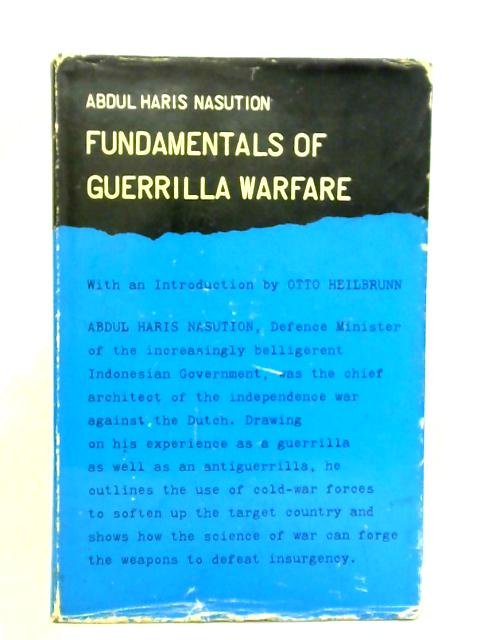 ABDUL HARIS NASUTION
FUNDAMENTALS OF
GUERRILLA WARFARE
With an Introduction by OTTO HEILBRUNN
ABDUL HARIS NASUTION, Defence Minister
of the increasingly belligerent
Indonesian Government, was the chief
architect of the independence war
against the Dutch. Drawing
on his experience as a guerrilla
as well as an antiguerrilla, he
outlines the use of cold-war forces
to soften up the target country and
shows how the science of war can forge
the weapons to defeat insurgency.